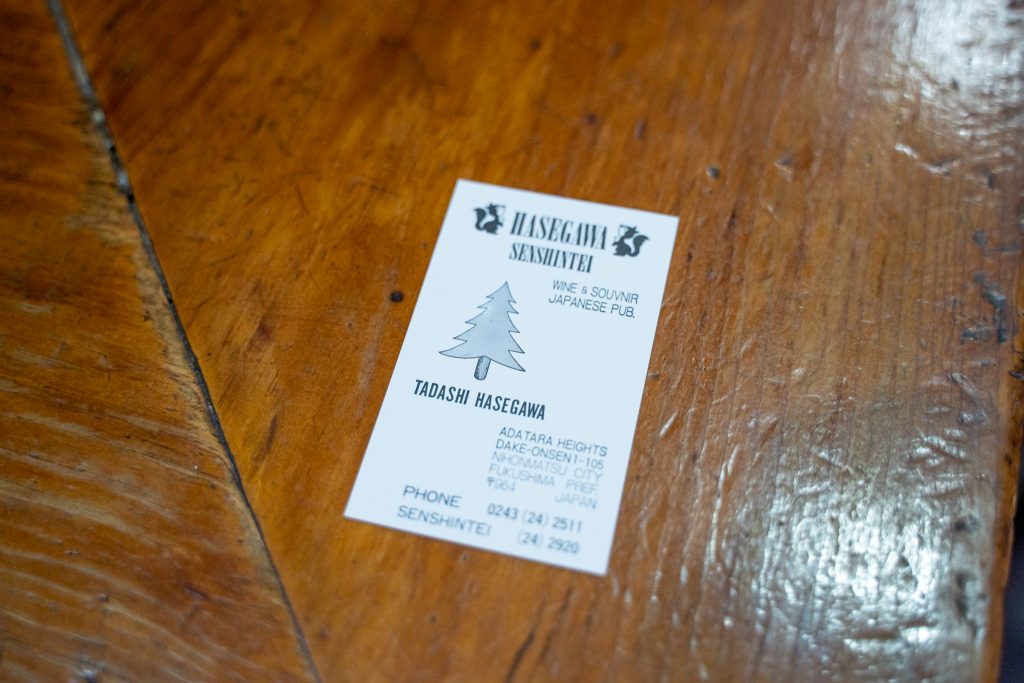 HASEGAWA
SENSHINTEI
WINE & SOUVNIR
JAPANESE PUB.
TADASHI HASEGAWA
ADATARA HEIGHTS
DAKE-ONSEN1-105
NIHONMATSU CITY
FUKUSHIMA PREF.
〒964 JAPAN
PHONE 0243 (24) 2511
SENSHINTEI (24) 2920